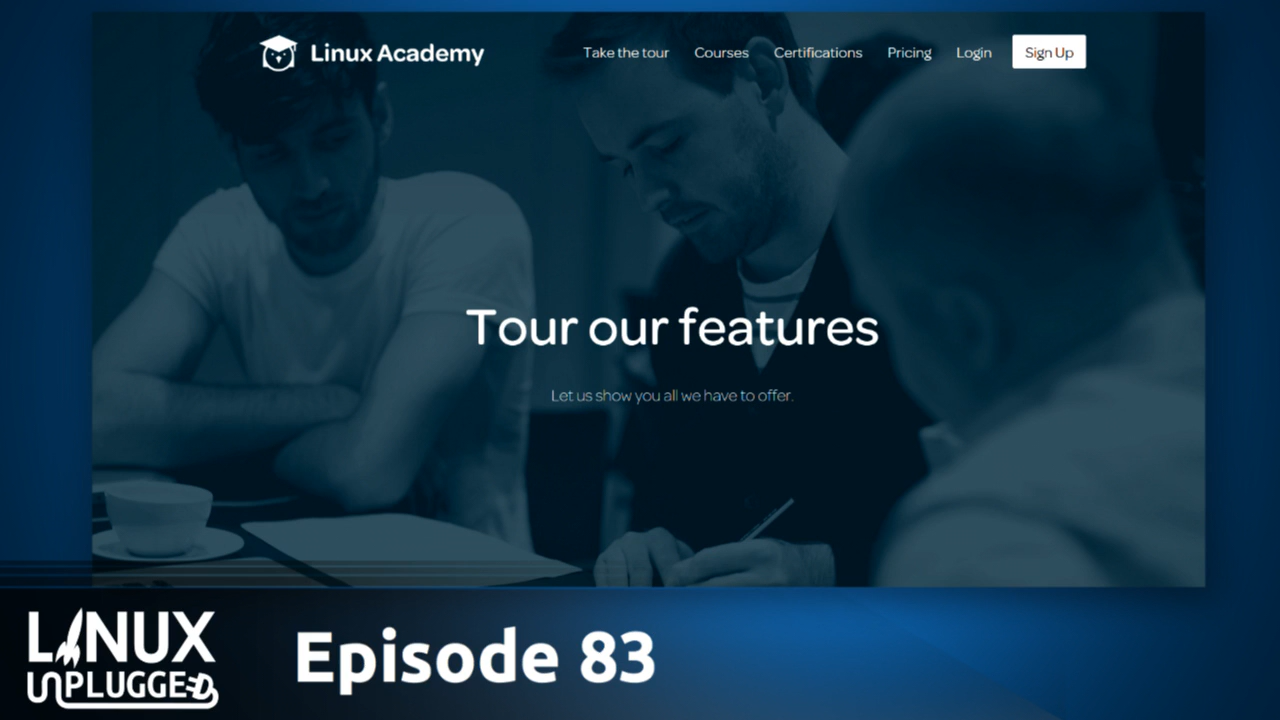 Linux Academy
Take the tour Courses Certifications Pricing Login Sign Up
Tour our features
Let us show you all we have to offer.
LINUX
UNPLUGGED
Episode 83